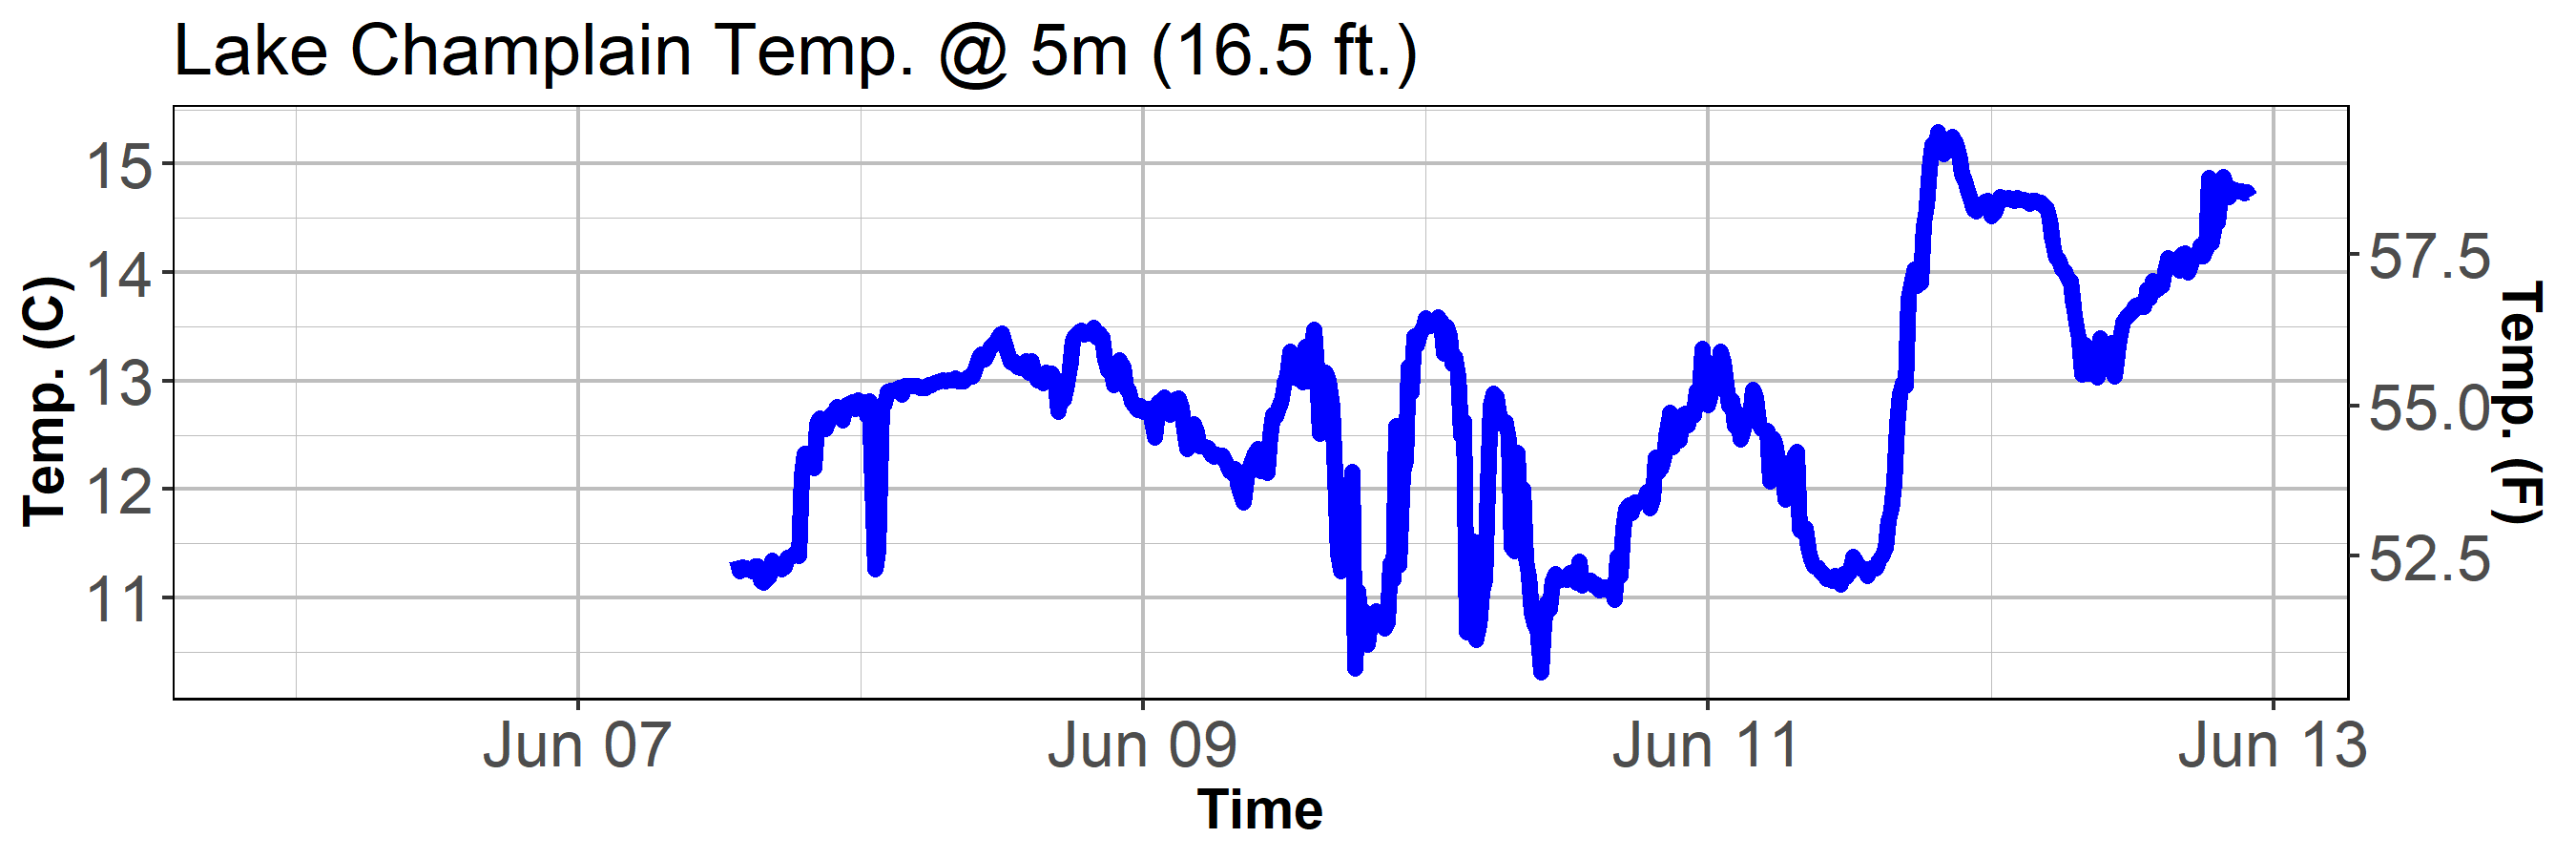 Lake Champlain Temp. @ 5m (16.5 ft.)
Temp. (C)
15
14
13
12
11
57.5
55.0
52.5
Temp. (F)
Jun 07 Jun 09 Jun 11 Jun 13
Time